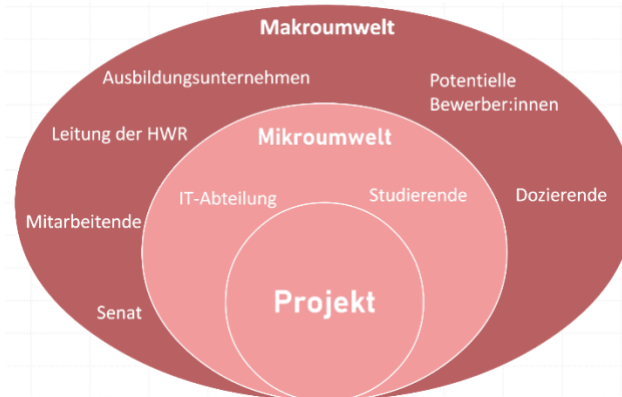 Makroumwelt
Ausbildungsunternehmen
Potentielle
Bewerber:innen
Leitung der HWR
Mikroumwelt
IT-Abteilung
Studierende
Dozierende
Mitarbeitende
Projekt
Senat